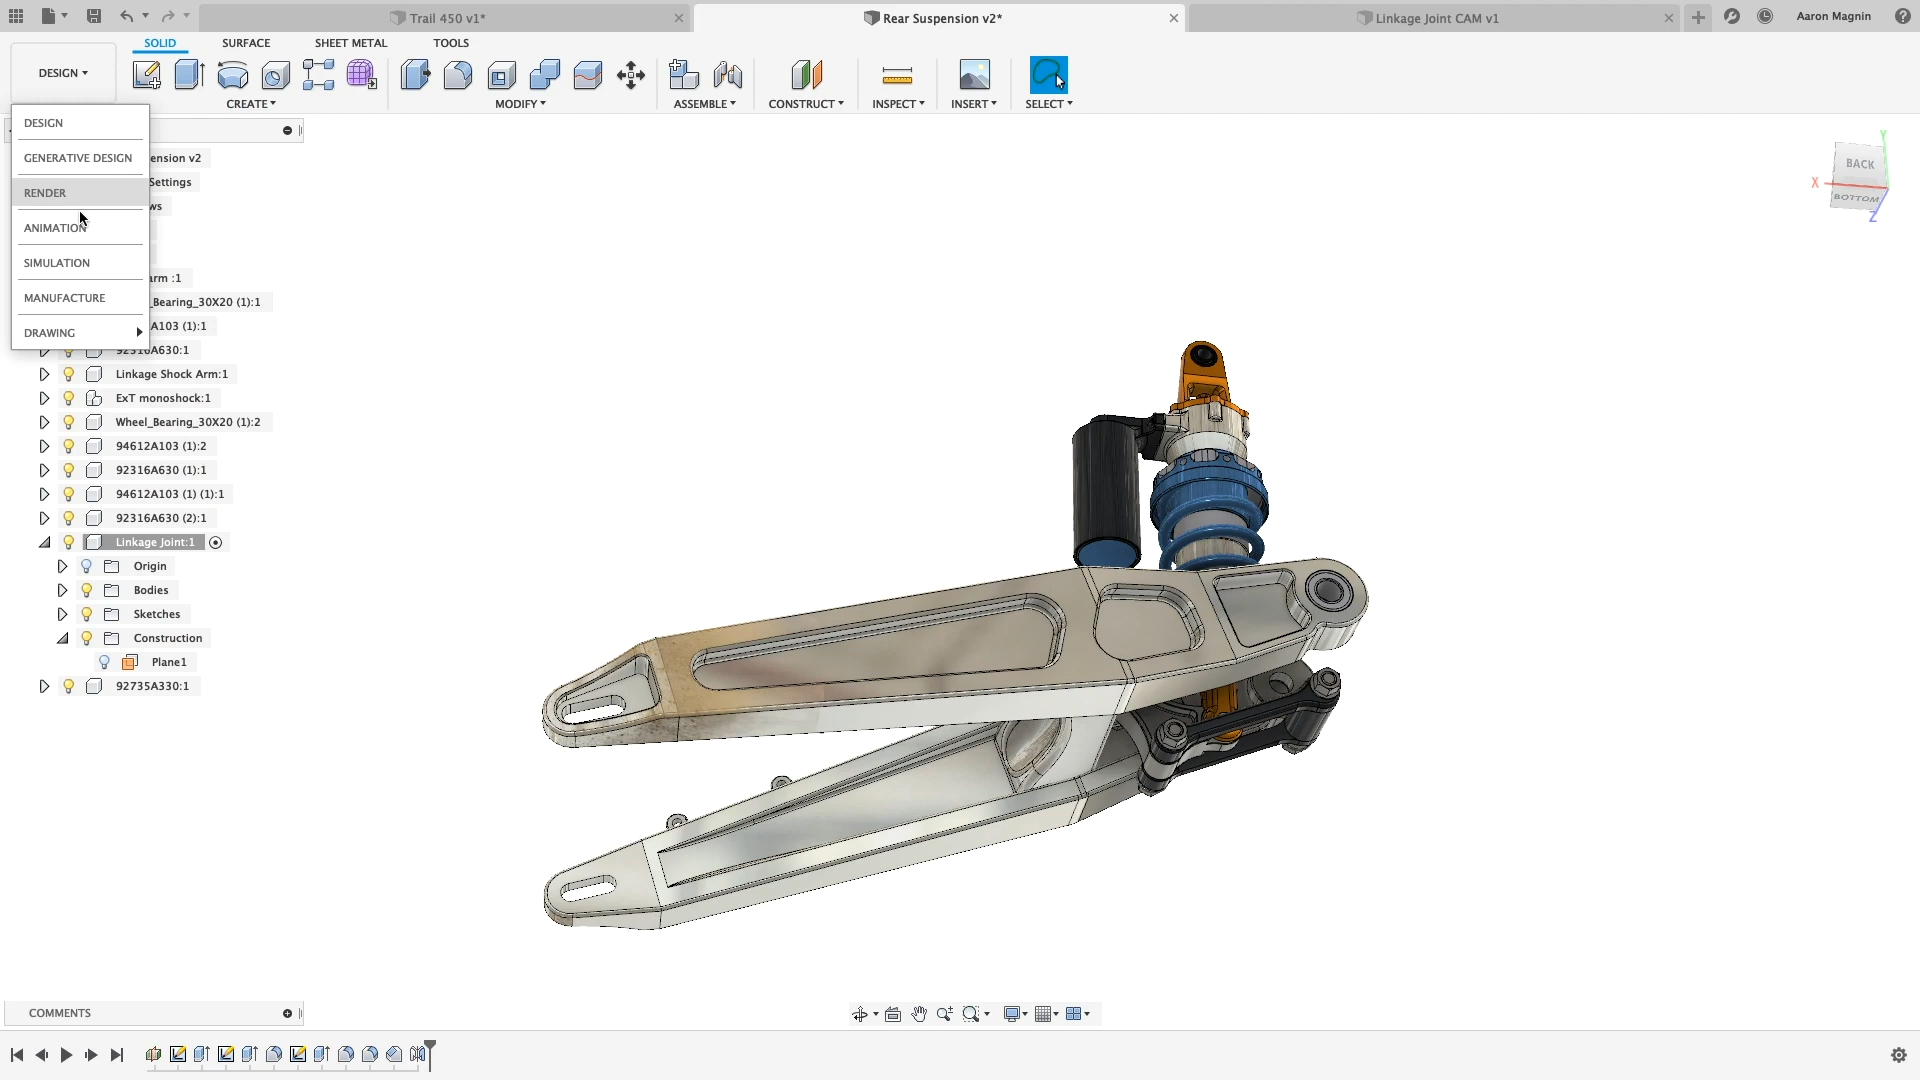 Trail 450 v1*
Rear Suspension v2*
Linkage Joint CAM v1
Aaron Magnin
DESIGN
SOLID
SURFACE
SHEET METAL
TOOLS
CREATE
MODIFY
ASSEMBLE
CONSTRUCT
INSPECT
INSERT
SELECT
DESIGN
GENERATIVE DESIGN
RENDER
ANIMATION
SIMULATION
MANUFACTURE
DRAWING
ension v2
Settings
ws
arm :1
_Bearing_30X20 (1):1
A103 (1):1
92316A630:1
Linkage Shock Arm:1
ExT monoshock:1
Wheel_Bearing_30X20 (1):2
94612A103 (1):2
92316A630 (1):1
94612A103 (1) (1):1
92316A630 (2):1
Linkage Joint:1
Origin
Bodies
Sketches
Construction
Plane1
92735A330:1
Y
BACK
X
BOTTOM
Z
COMMENTS